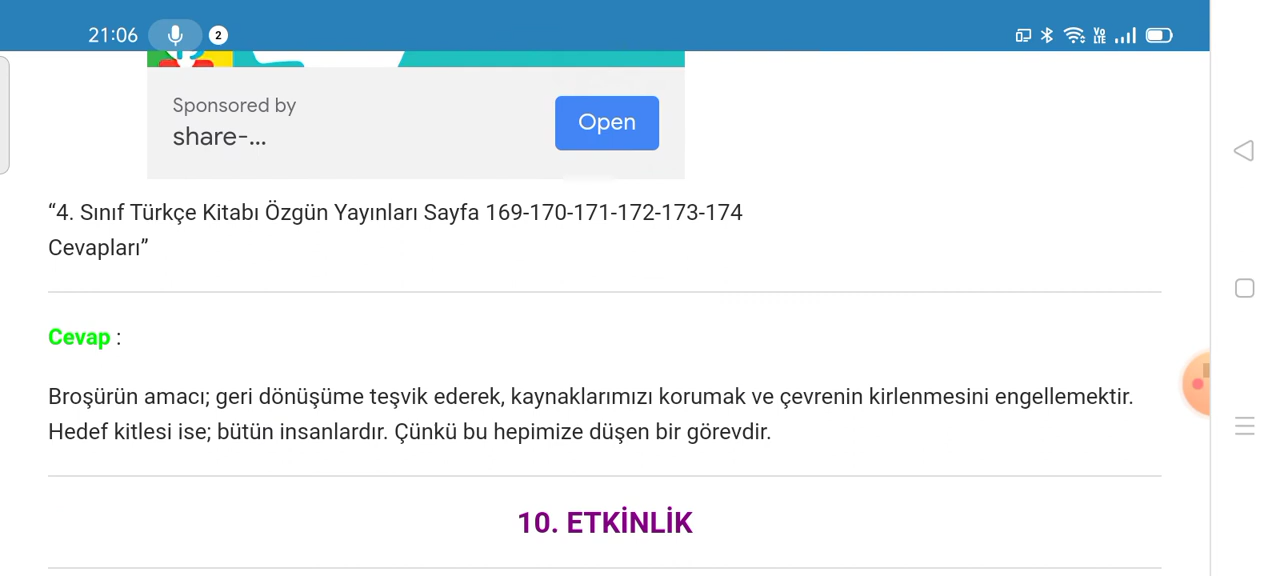 21:06
2
VO
LTE
Sponsored by
share-...
Open
“4. Sınıf Türkçe Kitabı Özgün Yayınları Sayfa 169-170-171-172-173-174
Cevapları”
Cevap :
Broşürün amacı; geri dönüşüme teşvik ederek, kaynaklarımızı korumak ve çevrenin kirlenmesini engellemektir.
Hedef kitlesi ise; bütün insanlardır. Çünkü bu hepimize düşen bir görevdir.
10. ETKİNLİK